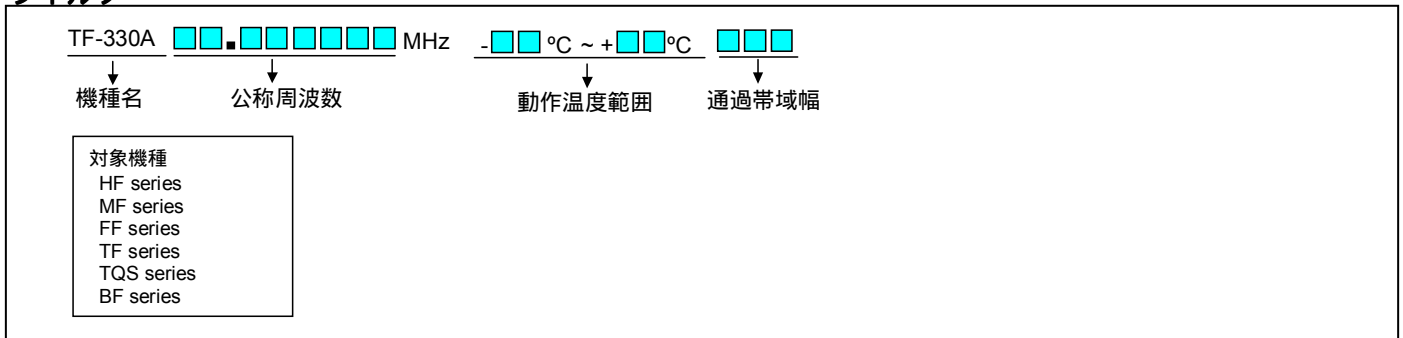 TF-330A □□.□□□□□□ MHz -□□ ºC ~ +□□ºC □□□
機種名 公称周波数 動作温度範囲 通過帯域幅
対象機種
HF series
MF series
FF series
TF series
TQS series
BF series